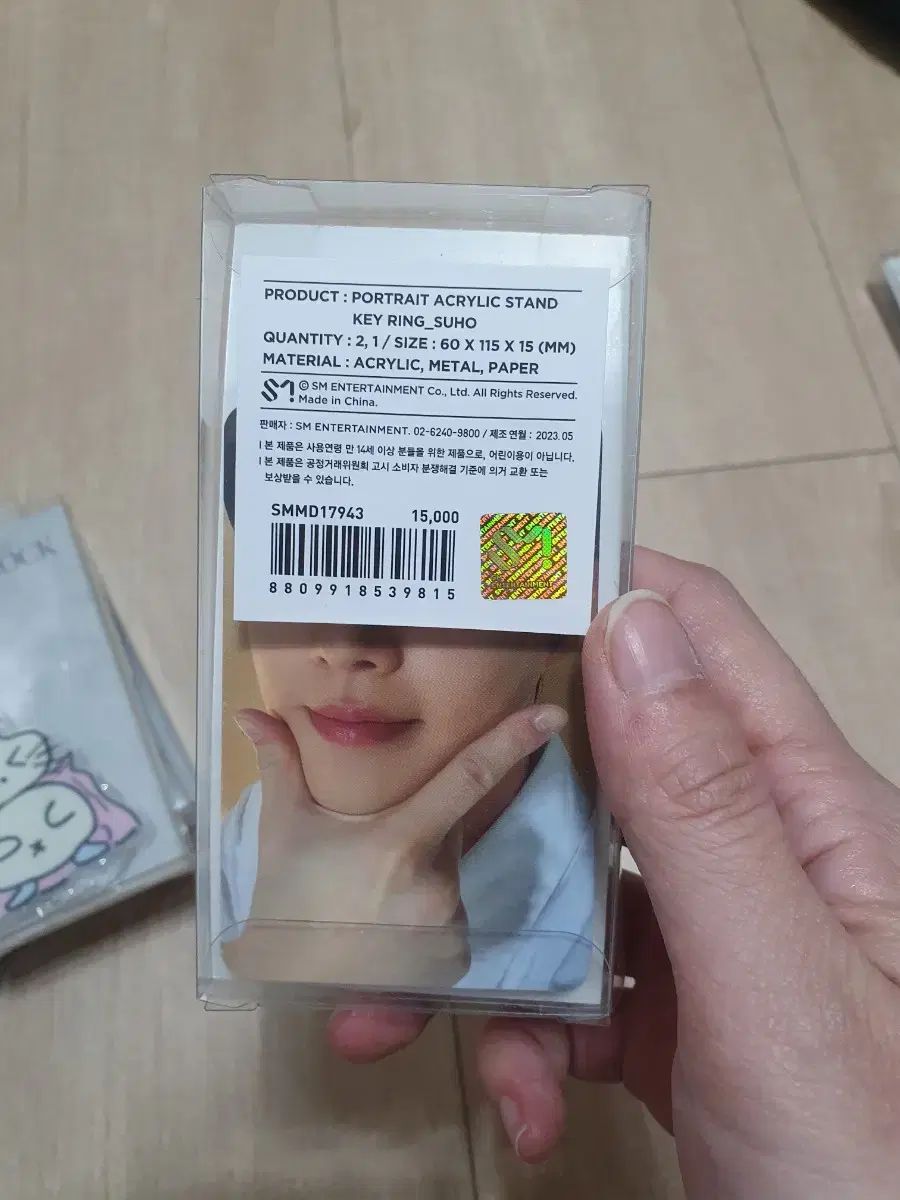 PRODUCT : PORTRAIT ACRYLIC STAND
KEY RING_SUHO
QUANTITY : 2, 1 / SIZE : 60 X 115 X 15 (MM)
MATERIAL : ACRYLIC, METAL, PAPER
SM © SM ENTERTAINMENT Co., Ltd. All Rights Reserved.
Made in China.
판매자 : SM ENTERTAINMENT. 02-6240-9800 / 제조 연월 : 2023.05
l 본 제품은 사용연령 만 14세 이상 분들을 위한 제품으로, 어린이용이 아닙니다.
l 본 제품은 공정거래위원회 고시 소비자 분쟁해결 기준에 의거 교환 또는
보상받을 수 있습니다.
SMMD17943 15,000
8809918539815
SM
ENTERTAINMENT